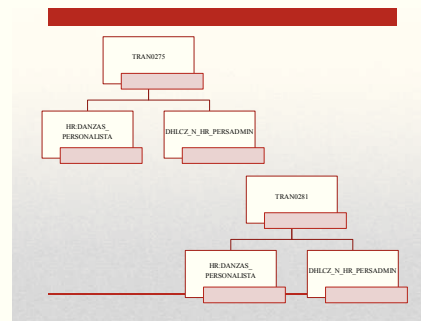 TRAN0275
HR:DANZAS_
PERSONALISTA
DHLCZ_N_HR_PERSADMIN
TRAN0281
HR:DANZAS_
PERSONALISTA
DHLCZ_N_HR_PERSADMIN